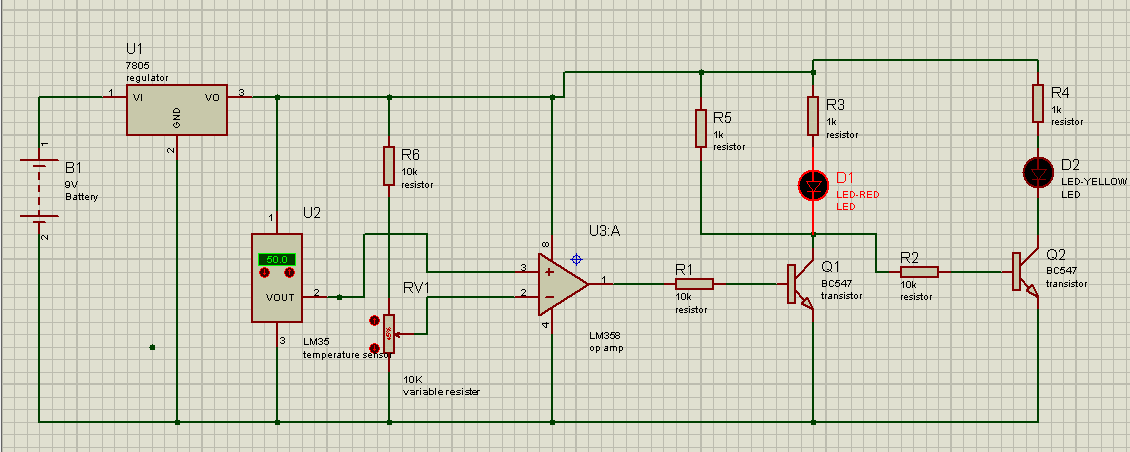 U1
7805
regulator
1
VI
VO
3
GND
2
B1
9V
Battery
1
2
R6
10k
resistor
U2
1
50.0
VOUT
2
3
LM35
temperature sensor
RV1
10K
variable resister
U3:A
8
3
2
1
4
LM358
op amp
R1
10k
resistor
R5
1k
resistor
R3
1k
resistor
D1
LED-RED
LED
Q1
BC547
transistor
R2
10k
resistor
R4
1k
resistor
D2
LED-YELLOW
LED
Q2
BC547
transistor